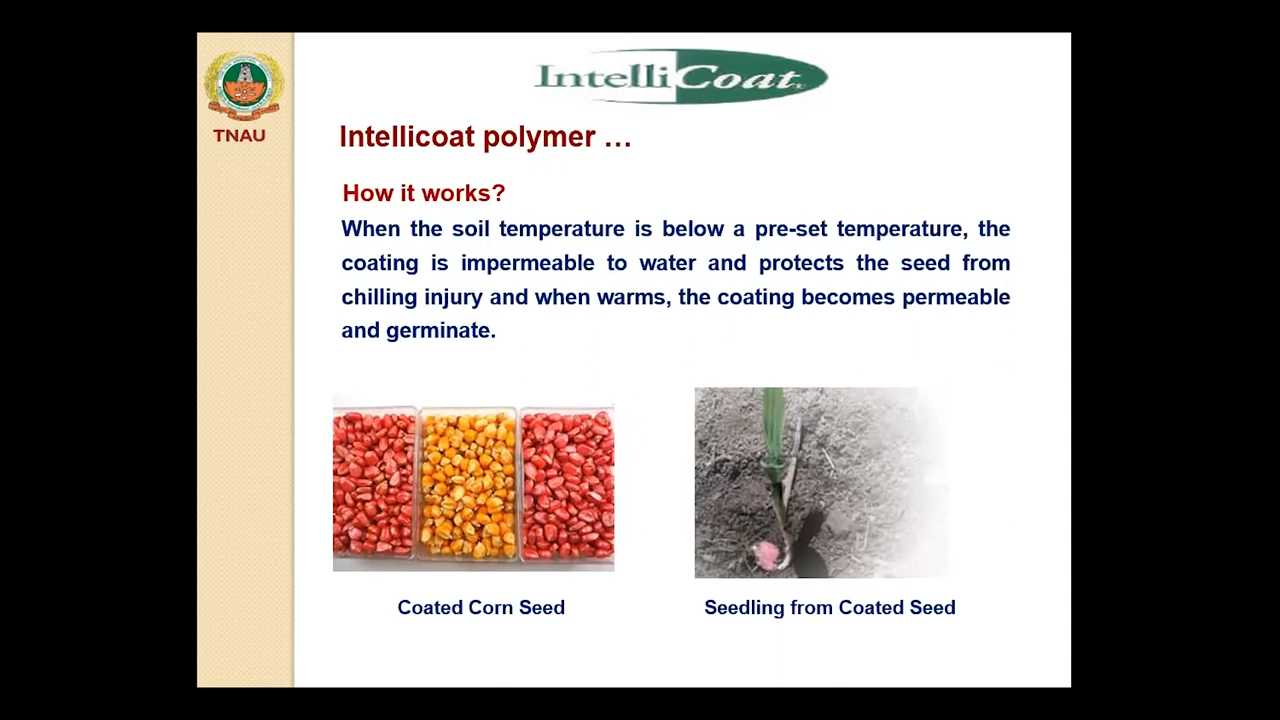 IntelliCoat
TNAU
Intellicoat polymer …
How it works?
When the soil temperature is below a pre-set temperature, the
coating is impermeable to water and protects the seed from
chilling injury and when warms, the coating becomes permeable
and germinate.
Coated Corn Seed
Seedling from Coated Seed